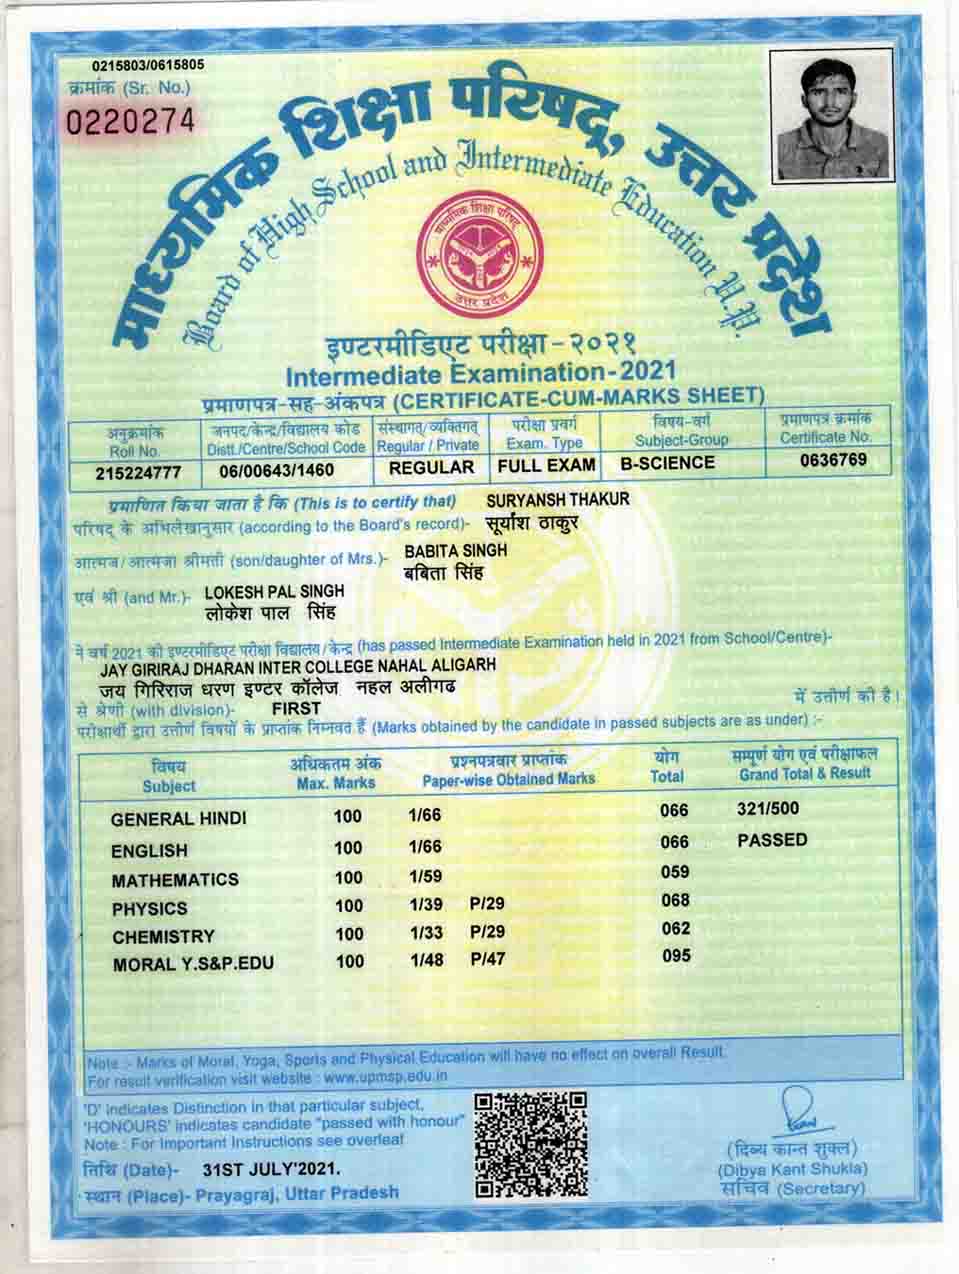 0215803/0615805
क्रमांक (Sr. No.)
0220274
माध्यमिक शिक्षा परिषद्, उत्तर प्रदेश
Board of High School and Intermediate Education U.P.
माध्यमिक शिक्षा परिषद
उत्तर प्रदेश
इण्टरमीडिएट परीक्षा - २०२१
Intermediate Examination - 2021
प्रमाणपत्र-सह-अंकपत्र (CERTIFICATE-CUM-MARKS SHEET)
अनुक्रमांक जनपद/केन्द्र/विद्यालय कोड संस्थागत/व्यक्तिगत् परीक्षा प्रवर्ग विषय-वर्ग प्रमाणपत्र क्रमांक
Roll No. Distt./Centre/School Code Regular / Private Exam. Type Subject-Group Certificate No.
215224777 06/00643/1460 REGULAR FULL EXAM B-SCIENCE 0636769
प्रमाणित किया जाता है कि (This is to certify that) SURYANSH THAKUR
परिषद् के अभिलेखानुसार (according to the Board's record)- सूर्यांश ठाकुर
आत्मज/आत्मजा श्रीमती (son/daughter of Mrs.)- BABITA SINGH
बबिता सिंह
एवं श्री (and Mr.)- LOKESH PAL SINGH
लोकेश पाल सिंह
ने वर्ष 2021 की इण्टरमीडिएट परीक्षा विद्यालय/केन्द्र (has passed Intermediate Examination held in 2021 from School/Centre)-
JAY GIRIRAJ DHARAN INTER COLLEGE NAHAL ALIGARH
जय गिरिराज धरण इण्टर कॉलेज नहल अलीगढ में उत्तीर्ण की है।
से श्रेणी (with division)- FIRST
परीक्षार्थी द्वारा उत्तीर्ण विषयों के प्राप्तांक निम्नवत हैं (Marks obtained by the candidate in passed subjects are as under) :-
विषय अधिकतम अंक प्रश्नपत्रवार प्राप्तांक योग सम्पूर्ण योग एवं परीक्षाफल
Subject Max. Marks Paper-wise Obtained Marks Total Grand Total & Result
GENERAL HINDI 100 1/66 066 321/500
ENGLISH 100 1/66 066 PASSED
MATHEMATICS 100 1/59 059
PHYSICS 100 1/39 P/29 068
CHEMISTRY 100 1/33 P/29 062
MORAL Y.S&P.EDU 100 1/48 P/47 095
Note :- Marks of Moral, Yoga, Sports and Physical Education will have no effect on overall Result.
For result verification visit website : www.upmsp.edu.in
'D' indicates Distinction in that particular subject,
'HONOURS' indicates candidate "passed with honour"
Note : For Important Instructions see overleaf
तिथि (Date)- 31ST JULY'2021.
स्थान (Place)- Prayagraj, Uttar Pradesh
(दिव्य कान्त शुक्ल)
(Dibya Kant Shukla)
सचिव (Secretary)